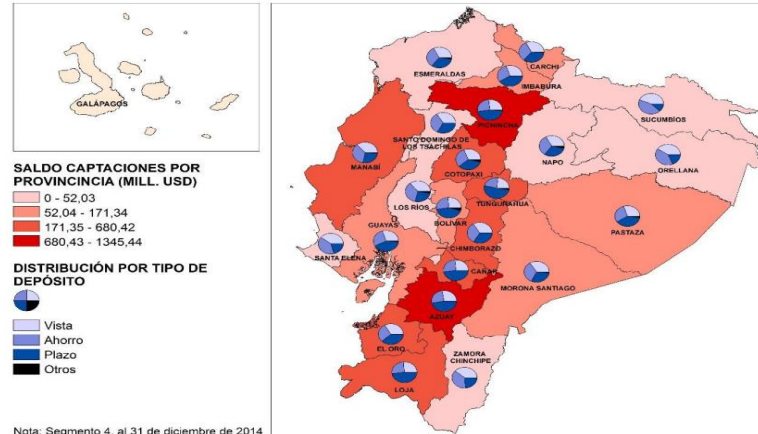 GALÁPAGOS
SALDO CAPTACIONES POR
PROVINCINCIA (MILL. USD)
0 - 52,03
52,04 - 171,34
171,35 - 680,42
680,43 - 1345,44
DISTRIBUCIÓN POR TIPO DE
DEPÓSITO
Vista
Ahorro
Plazo
Otros
Nota: Segmento 4, al 31 de diciembre de 2014
ESMERALDAS
CARCHI
IMBABURA
PICHINCHA
SUCUMBÍOS
SANTO DOMINGO DE
LOS TSÁCHILAS
NAPO
ORELLANA
MANABÍ
COTOPAXI
TUNGURAHUA
LOS RÍOS
BOLÍVAR
PASTAZA
GUAYAS
CHIMBORAZO
SANTA ELENA
CAÑAR
MORONA SANTIAGO
AZUAY
EL ORO
ZAMORA
CHINCHIPE
LOJA